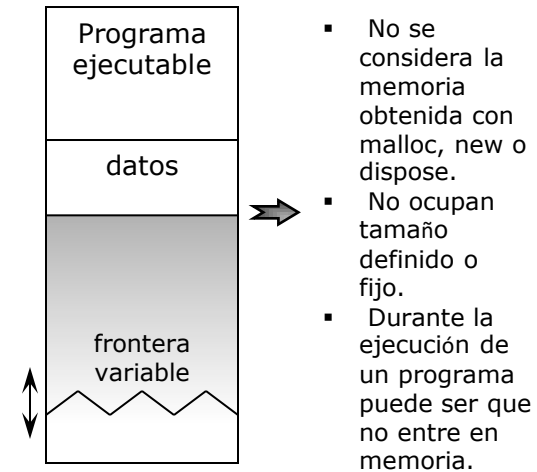 Programa
ejecutable
datos
frontera
variable
▪ No se
considera la
memoria
obtenida con
malloc, new o
dispose.
▪ No ocupan
tamaño
definido o
fijo.
▪ Durante la
ejecución de
un programa
puede ser que
no entre en
memoria.